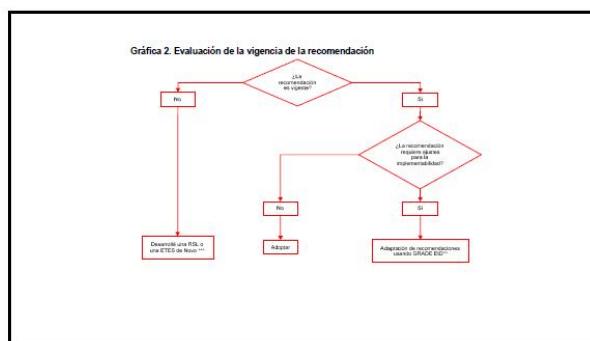 Gráfica 2. Evaluación de la vigencia de la recomendación
¿La
recomendación
es vigente?
No
Si
¿La recomendación
requiere ajustes
para la
implementabilidad?
No
Si
Desarrollé una RSL o
una ETES de Novo ***
Adoptar
Adaptación de recomendaciones
usando GRADE EtD**